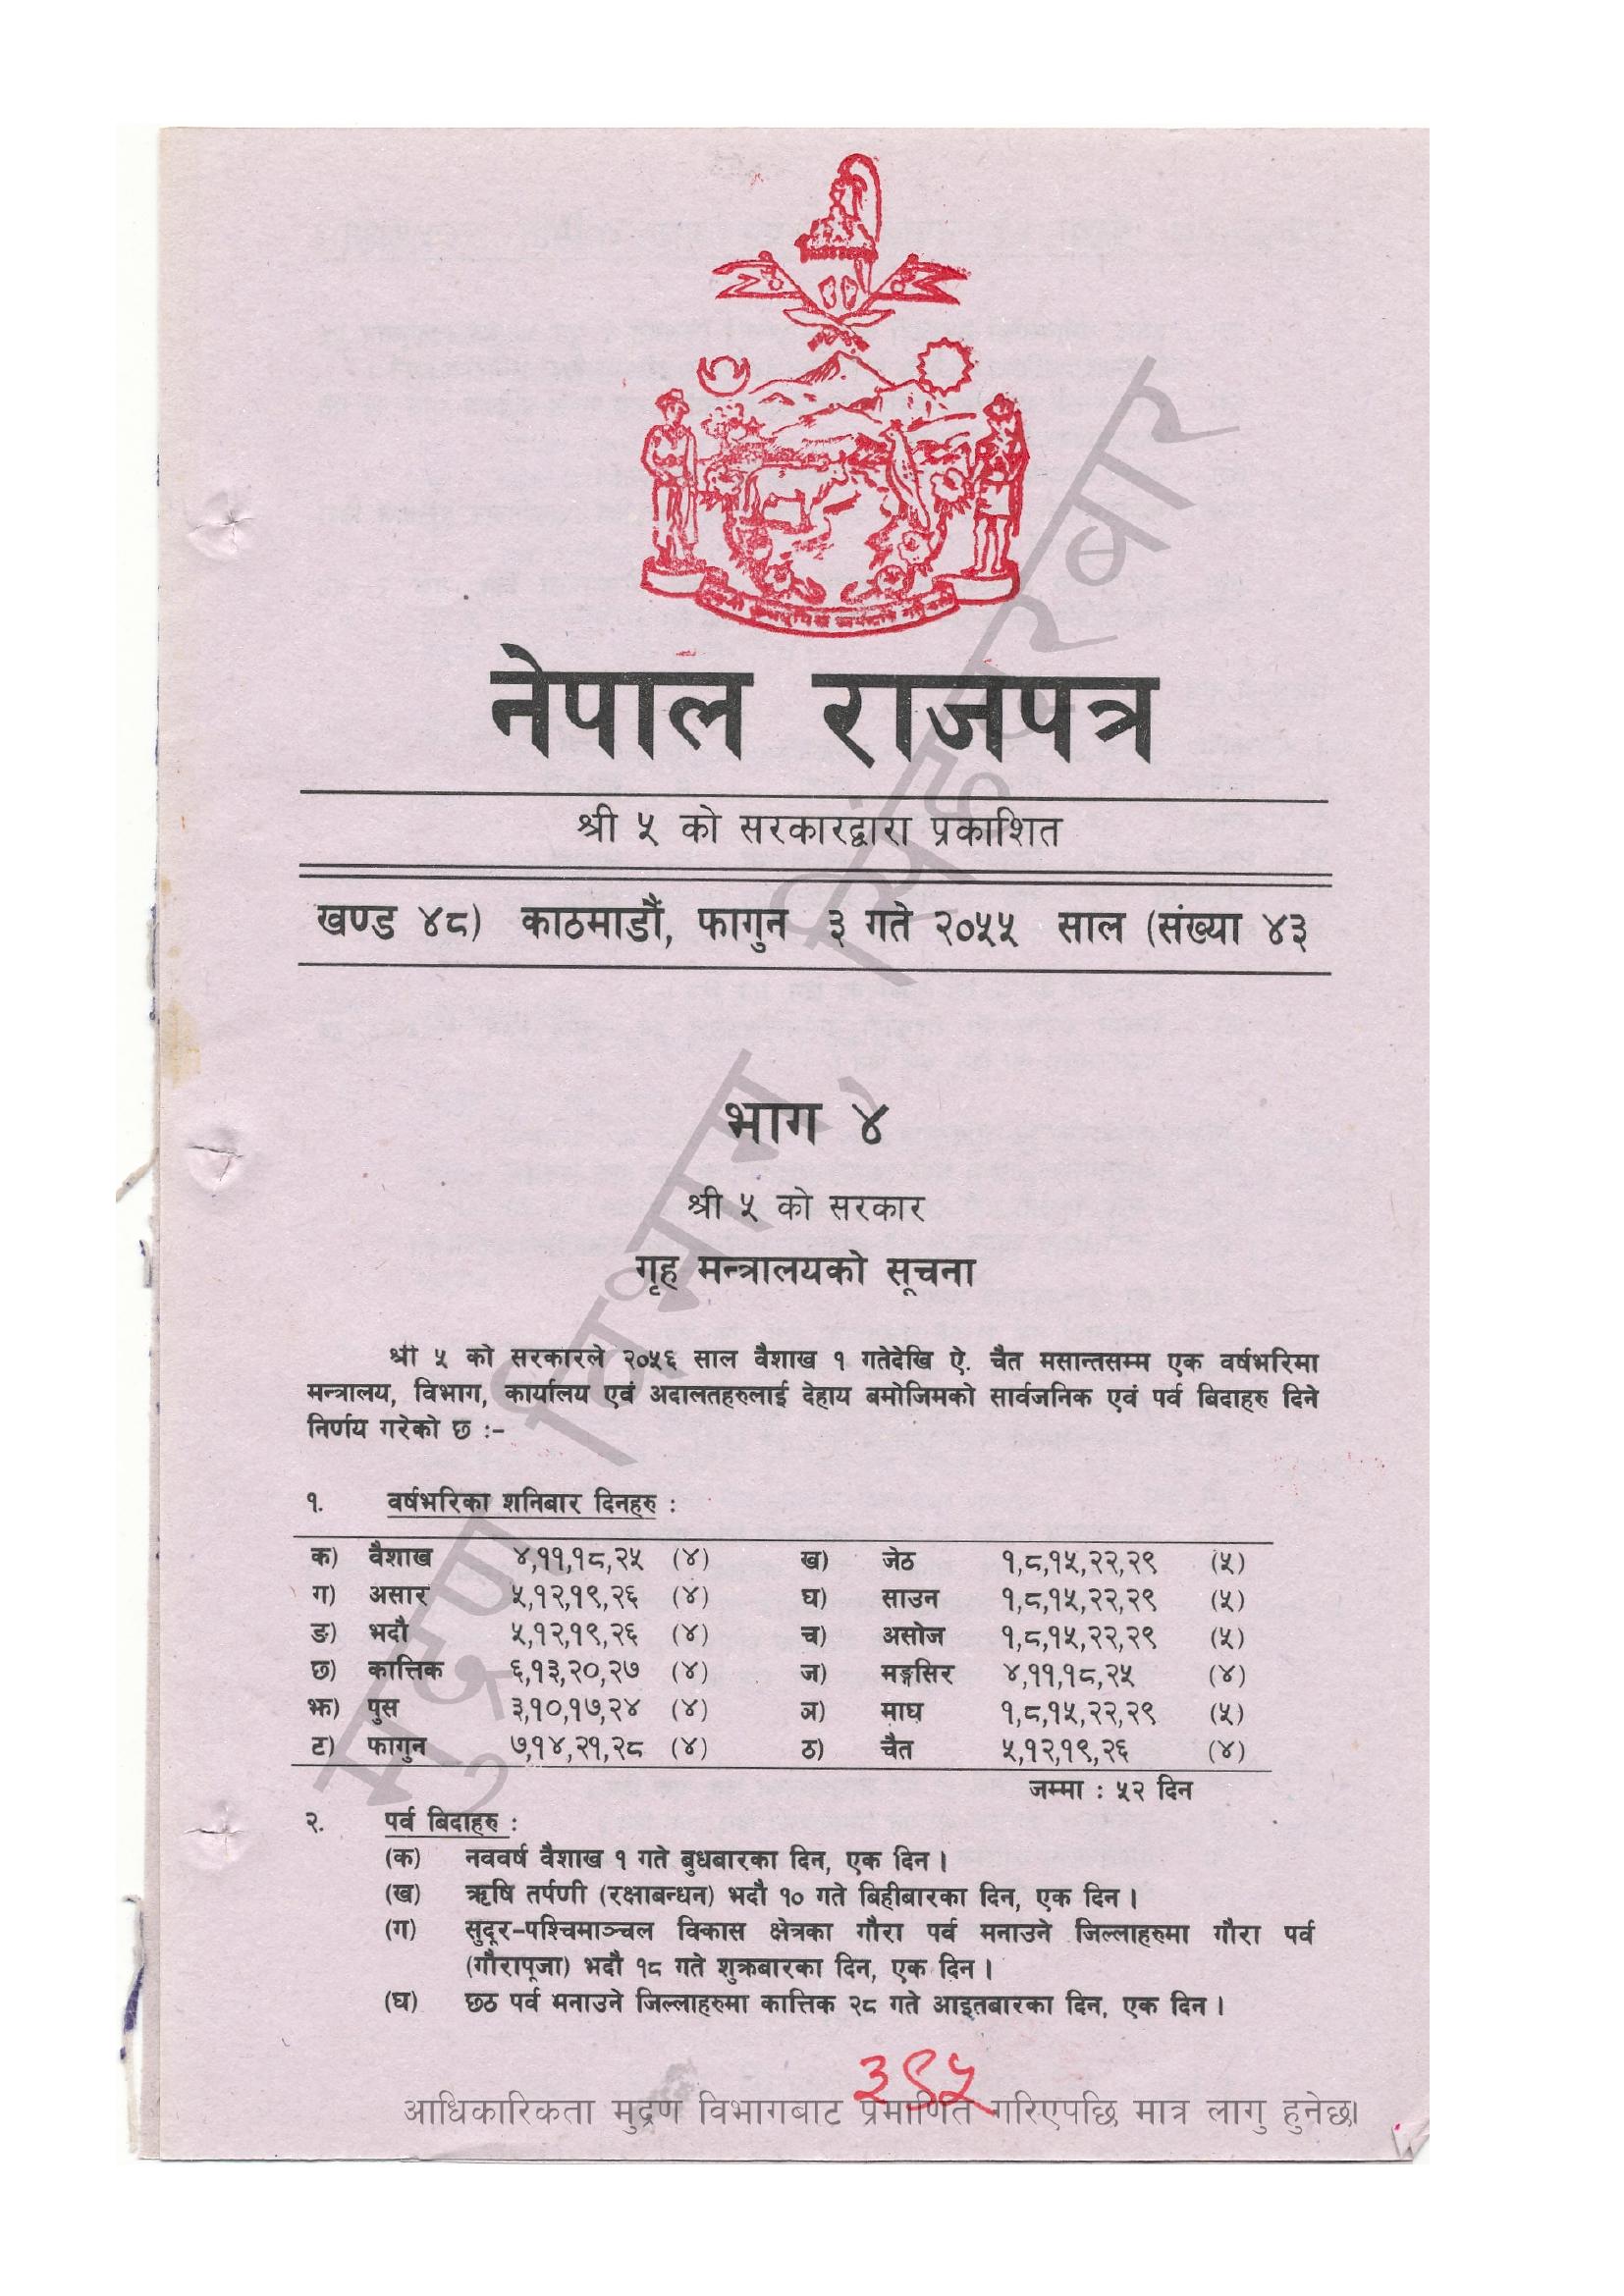 नेपाल राजपत्र
श्री ५ को सरकारद्वारा प्रकाशित
खण्ड ४८) काठमाडौं, फागुन ३ गते २०५५ साल (संख्या ४३
भाग ४
श्री ५ को सरकार
गृह मन्त्रालयको सूचना
श्री ५ को सरकारले २०५६ साल वैशाख १ गतेदेखि ऐ. चैत मसान्तसम्म एक वर्षभरिमा
मन्त्रालय, विभाग, कार्यालय एवं अदालतहरुलाई देहाय बमोजिमको सार्वजनिक एवं पर्व बिदाहरु दिने
निर्णय गरेको छ :–
१. वर्षभरिका शनिबार दिनहरु :
क) वैशाख ४,११,१८,२५ (४) ख) जेठ १,८,१५,२२,२९ (५)
ग) असार ५,१२,१९,२६ (४) घ) साउन १,८,१५,२२,२९ (५)
ङ) भदौ ५,१२,१९,२६ (४) च) असोज १,८,१५,२२,२९ (५)
छ) कात्तिक ६,१३,२०,२७ (४) ज) मङ्गसिर ४,११,१८,२५ (४)
झ) पुस ३,१०,१७,२४ (४) ञ) माघ १,८,१५,२२,२९ (५)
ट) फागुन ७,१४,२१,२८ (४) ठ) चैत ५,१२,१९,२६ (४)
जम्मा : ५२ दिन
२. पर्व बिदाहरु :
(क) नववर्ष वैशाख १ गते बुधबारका दिन, एक दिन।
(ख) ऋषि तर्पणी (रक्षाबन्धन) भदौ १० गते बिहीबारका दिन, एक दिन।
(ग) सुदूर-पश्चिमाञ्चल विकास क्षेत्रका गौरा पर्व मनाउने जिल्लाहरुमा गौरा पर्व
(गौरापूजा) भदौ १८ गते शुक्रबारका दिन, एक दिन।
(घ) छठ पर्व मनाउने जिल्लाहरुमा कात्तिक २८ गते आइतबारका दिन, एक दिन।
३९५
आधिकारिकता मुद्रण विभागबाट प्रमाणित गरिएपछि मात्र लागु हुनेछ।
मुद्रण विभाग, सिंहदरबार